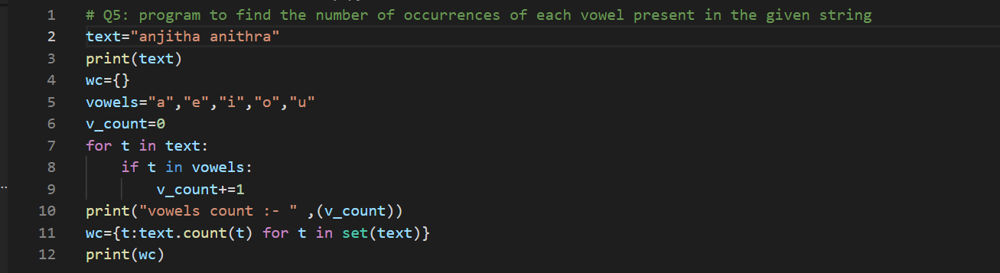 1 # Q5: program to find the number of occurrences of each vowel present in the given string
2 text="anjitha anithra"
3 print(text)
4 wc={}
5 vowels="a","e","i","o","u"
6 v_count=0
7 for t in text:
8     if t in vowels:
9         v_count+=1
10 print("vowels count :- " ,(v_count))
11 wc={t:text.count(t) for t in set(text)}
12 print(wc)